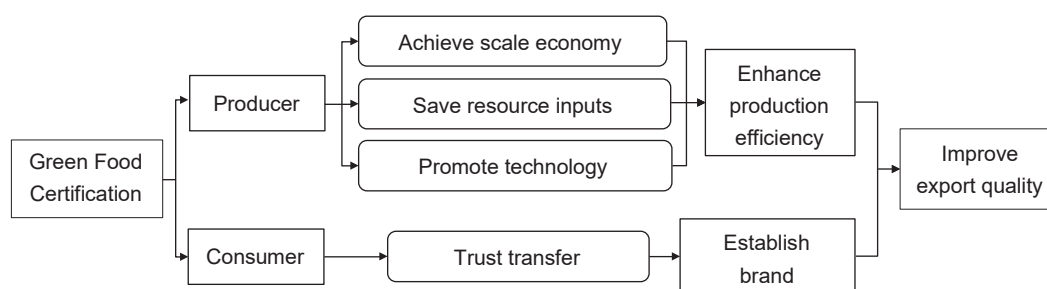 Green Food
Certification
Producer
Achieve scale economy
Save resource inputs
Promote technology
Enhance
production
efficiency
Consumer
Trust transfer
Establish
brand
Improve
export quality